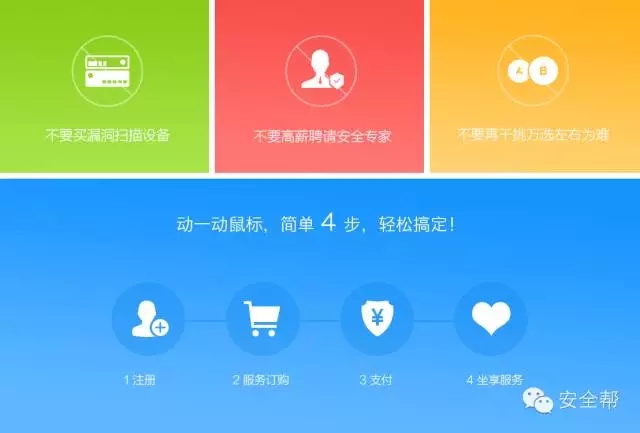 不要买漏洞扫描设备
不要高薪聘请安全专家
A B
不要再千挑万选左右为难
动一动鼠标，简单 4 步，轻松搞定！
¥
1 注册
2 服务订购
3 支付
4 坐享服务
安全帮